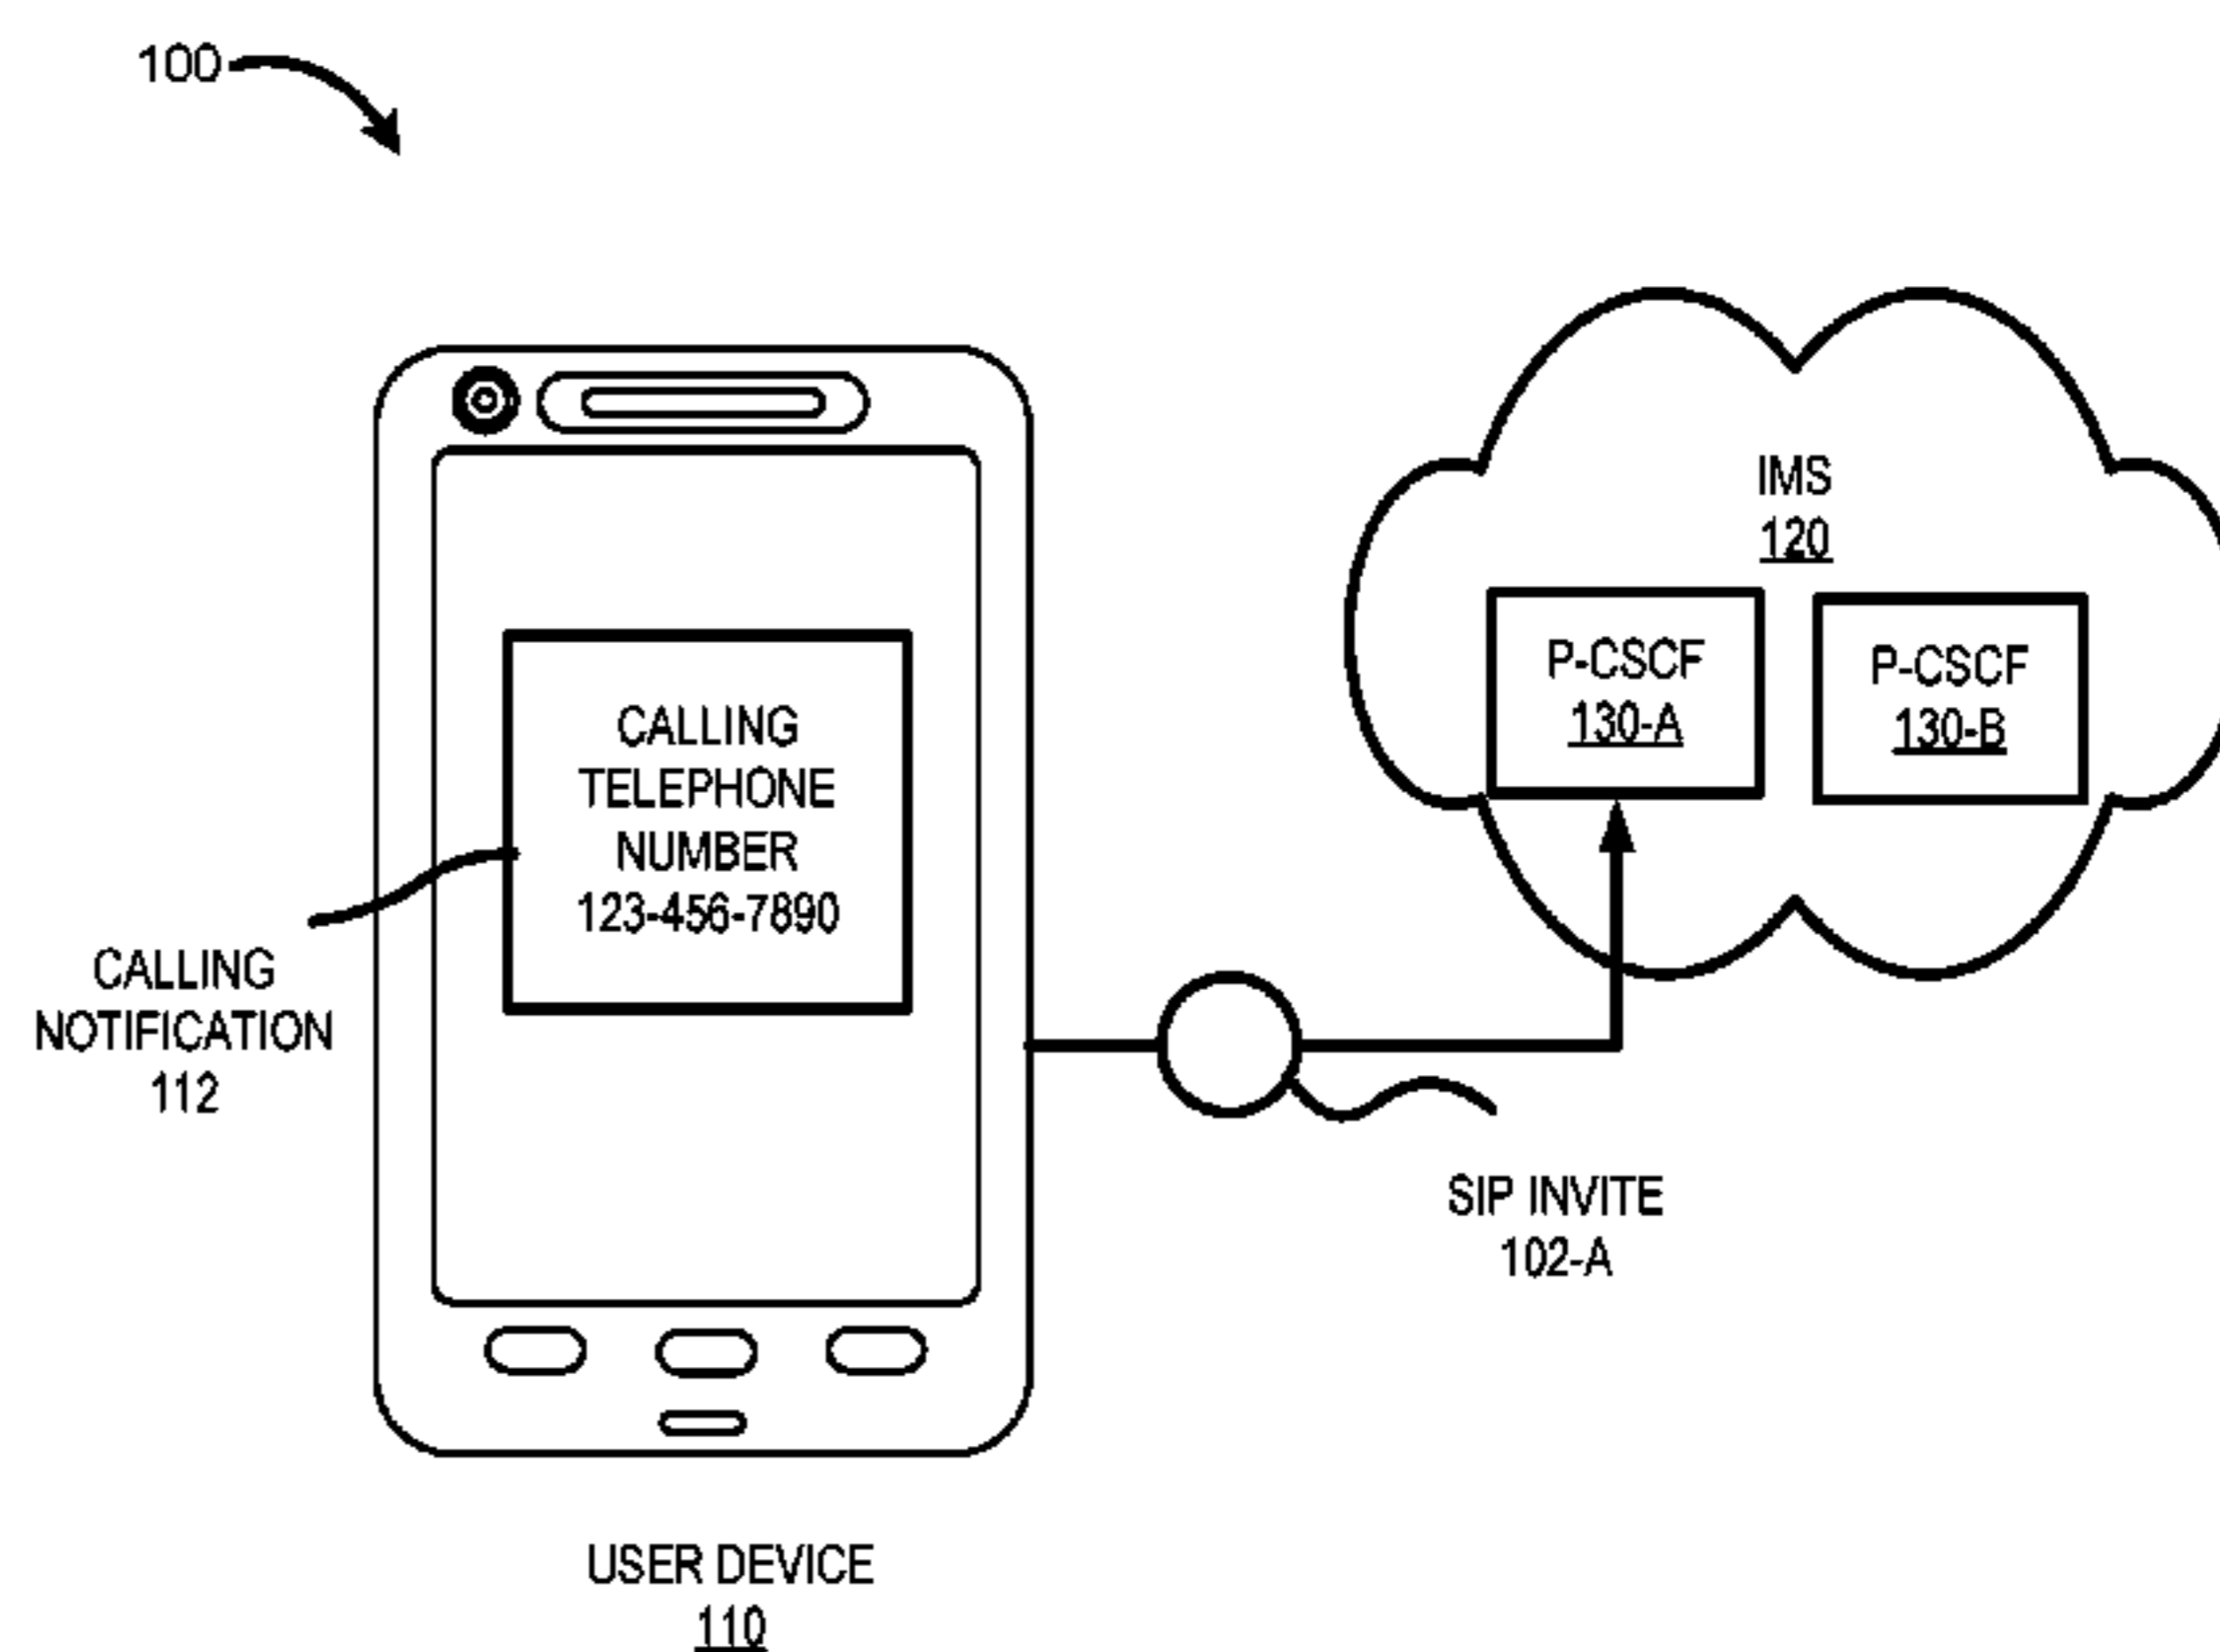 100
IMS
120
P-CSCF
130-A
P-CSCF
130-B
CALLING
TELEPHONE
NUMBER
123-456-7890
CALLING
NOTIFICATION
112
SIP INVITE
102-A
USER DEVICE
110